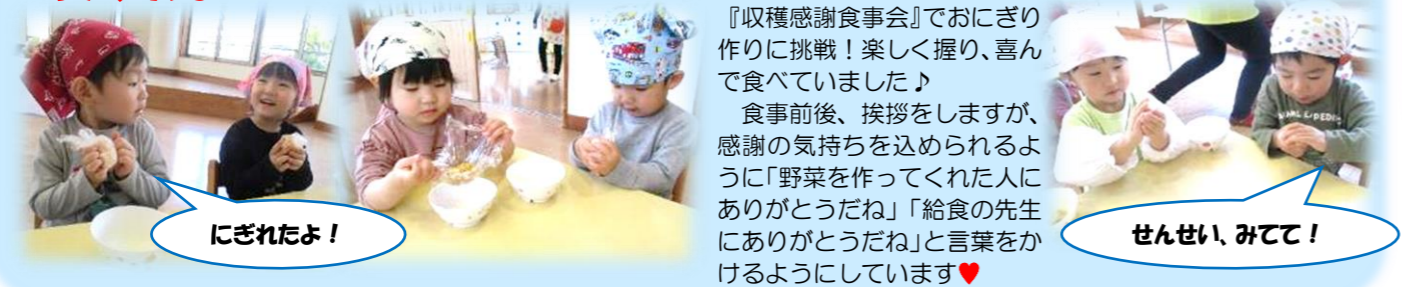 にぎれたよ！
『収穫感謝食事会』でおにぎり
作りに挑戦！楽しく握り、喜ん
で食べていました♪
食事前後、挨拶をしますが、
感謝の気持ちを込められるよ
うに「野菜を作ってくれた人に
ありがとうだね」「給食の先生
にありがとうだね」と言葉をか
けるようにしています♥
せんせい、みてて！